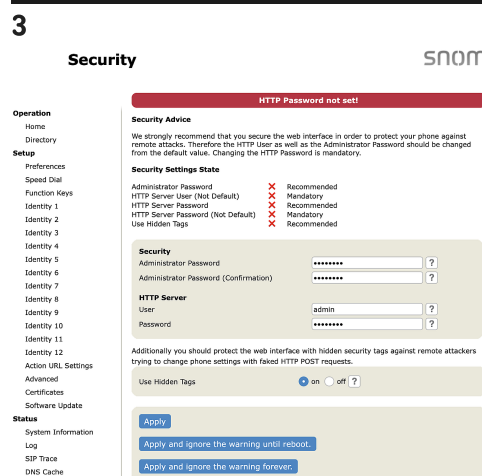 3
Security
snom
HTTP Password not set!
Operation
Home
Directory
Setup
Preferences
Speed Dial
Function Keys
Identity 1
Identity 2
Identity 3
Identity 4
Identity 5
Identity 6
Identity 7
Identity 8
Identity 9
Identity 10
Identity 11
Identity 12
Action URL Settings
Advanced
Certificates
Software Update
Status
System Information
Log
SIP Trace
DNS Cache
Security Advice
We strongly recommend that you secure the web interface in order to protect your phone against
remote attacks. Therefore the HTTP User as well as the Administrator Password should be changed
from the default value. Changing the HTTP Password is mandatory.
Security Settings State
Administrator Password Recommended
HTTP Server User (Not Default) Mandatory
HTTP Server Password Recommended
HTTP Server Password (Not Default) Mandatory
Use Hidden Tags Recommended
Security
Administrator Password •••••••• ?
Administrator Password (Confirmation) •••••••• ?
HTTP Server
User admin ?
Password •••••••• ?
Additionally you should protect the web interface with hidden security tags against remote attackers
trying to change phone settings with faked HTTP POST requests.
Use Hidden Tags on off ?
Apply
Apply and ignore the warning until reboot.
Apply and ignore the warning forever.